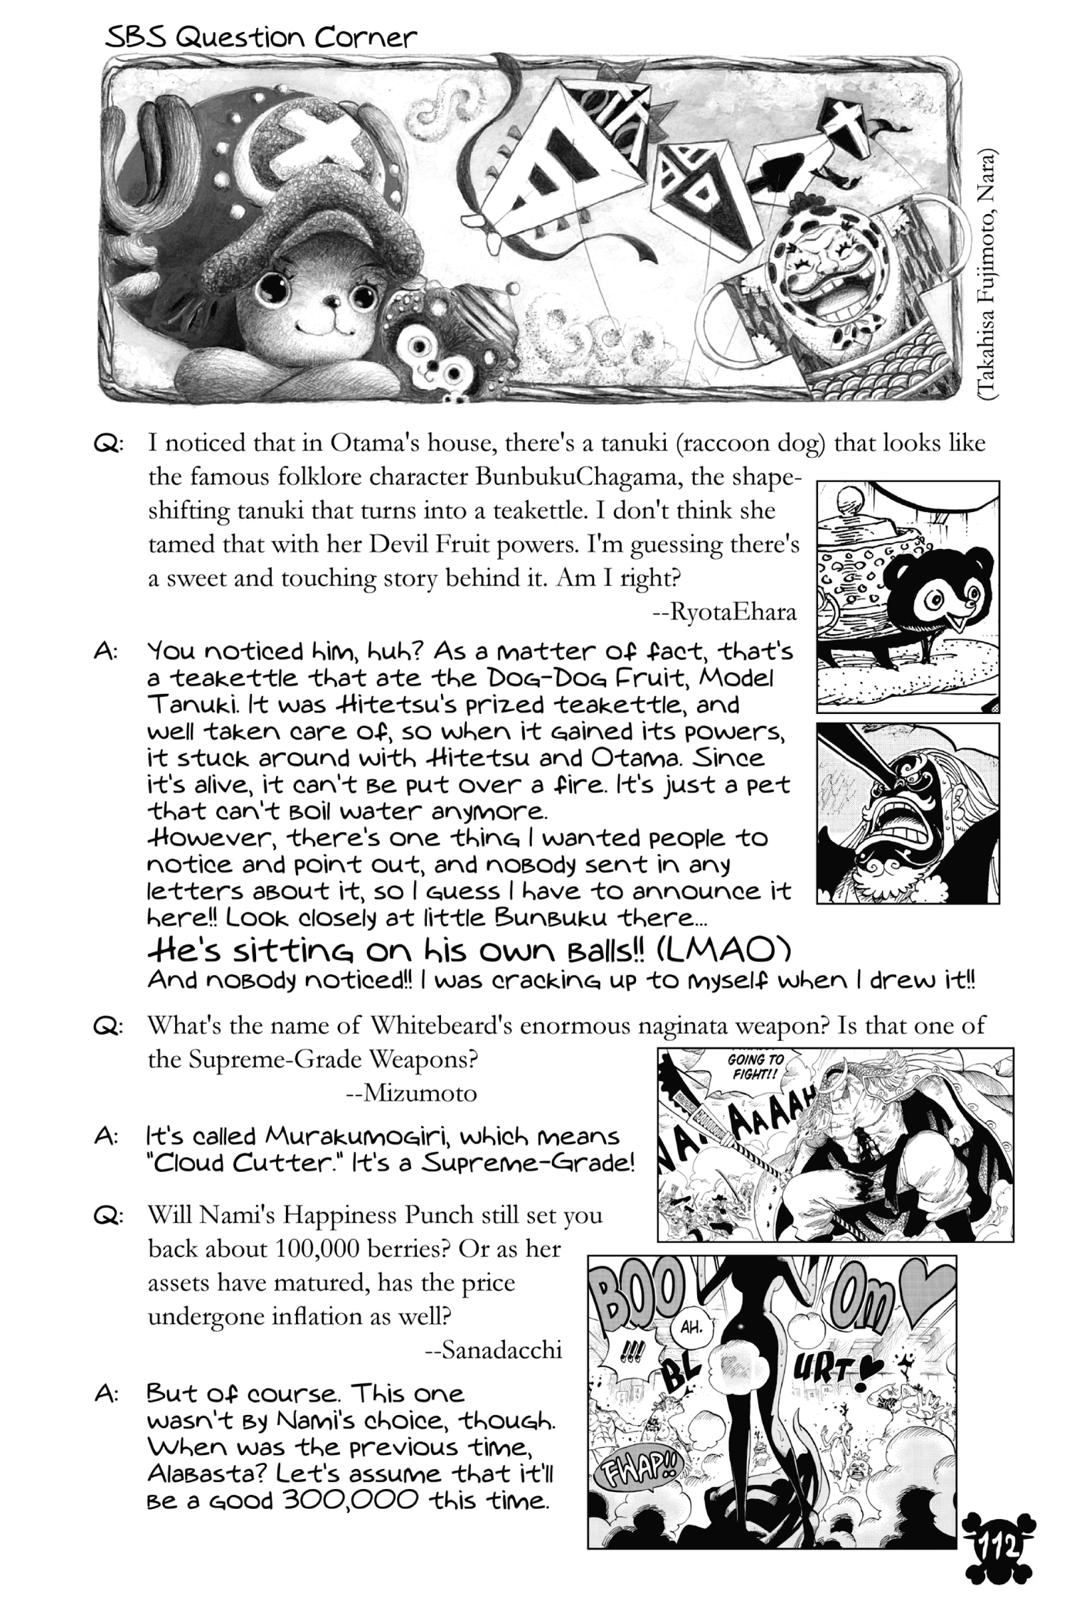 SBS Question Corner
(Takahisa Fujimoto, Nara)
Q: I noticed that in Otama's house, there's a tanuki (raccoon dog) that looks like
the famous folklore character BunbukuChagama, the shape-
shifting tanuki that turns into a teakettle. I don't think she
tamed that with her Devil Fruit powers. I'm guessing there's
a sweet and touching story behind it. Am I right?
--RyotaEhara
A: You noticed him, huh? As a matter of fact, that's
a teakettle that ate the Dog-Dog Fruit, Model
Tanuki. It was Hitetsu's prized teakettle, and
well taken care of, so when it gained its powers,
it stuck around with Hitetsu and Otama. Since
it's alive, it can't be put over a fire. It's just a pet
that can't boil water anymore.
However, there's one thing I wanted people to
notice and point out, and nobody sent in any
letters about it, so I guess I have to announce it
here!! Look closely at little Bunbuku there...
He's sitting on his own balls!! (LMAO)
And nobody noticed!! I was cracking up to myself when I drew it!!
Q: What's the name of Whitebeard's enormous naginata weapon? Is that one of
the Supreme-Grade Weapons?
--Mizumoto
GOING TO
FIGHT!!
AAAAH
A: It's called Murakumogiri, which means
"Cloud Cutter." It's a Supreme-Grade!
Q: Will Nami's Happiness Punch still set you
back about 100,000 berries? Or as her
assets have matured, has the price
undergone inflation as well?
--Sanadacchi
BOO
OM
AH.
!!!
BL
URT!
FWAP!!
A: But of course. This one
wasn't by Nami's choice, though.
When was the previous time,
Alabasta? Let's assume that it'll
be a good 300,000 this time.
112